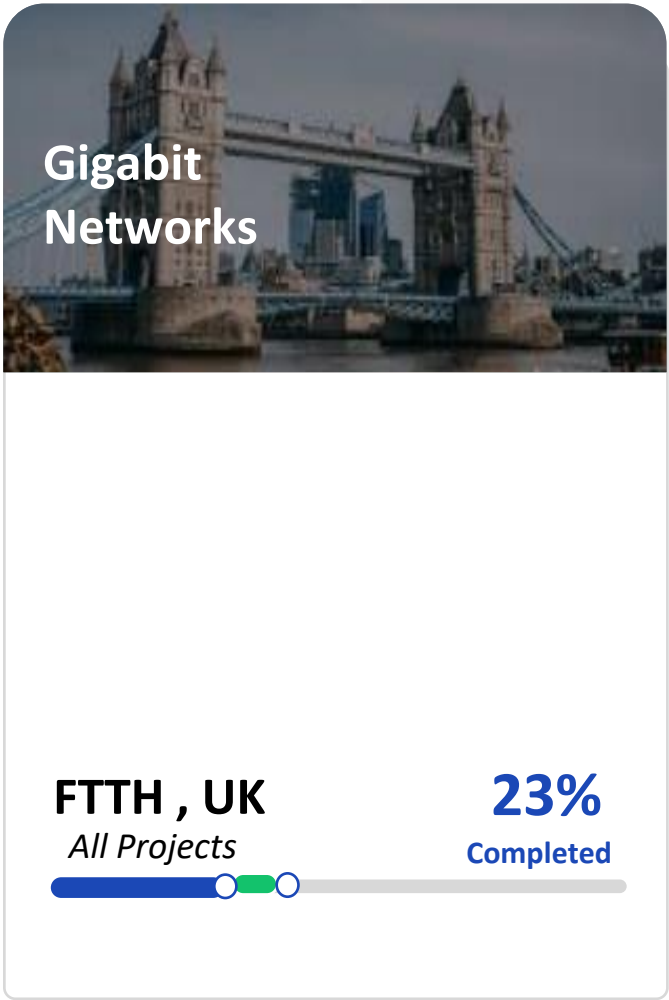 Gigabit
Networks
FTTH , UK
23%
All Projects
Completed